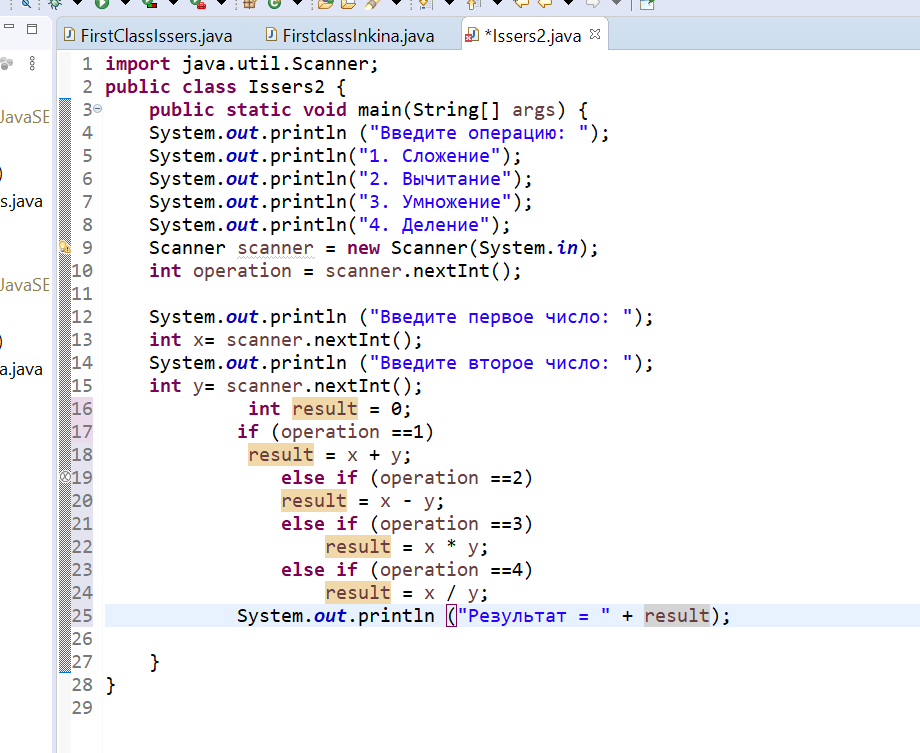 FirstClassIssers.java FirstclassInkina.java *Issers2.java
JavaSE
)
s.java
JavaSE
)
a.java
1 import java.util.Scanner;
2 public class Issers2 {
3 public static void main(String[] args) {
4 System.out.println ("Введите операцию: ");
5 System.out.println("1. Сложение");
6 System.out.println("2. Вычитание");
7 System.out.println("3. Умножение");
8 System.out.println("4. Деление");
9 Scanner scanner = new Scanner(System.in);
10 int operation = scanner.nextInt();
11
12 System.out.println ("Введите первое число: ");
13 int x= scanner.nextInt();
14 System.out.println ("Введите второе число: ");
15 int y= scanner.nextInt();
16 int result = 0;
17 if (operation ==1)
18 result = x + y;
19 else if (operation ==2)
20 result = x - y;
21 else if (operation ==3)
22 result = x * y;
23 else if (operation ==4)
24 result = x / y;
25 System.out.println ("Результат = " + result);
26
27 }
28 }
29